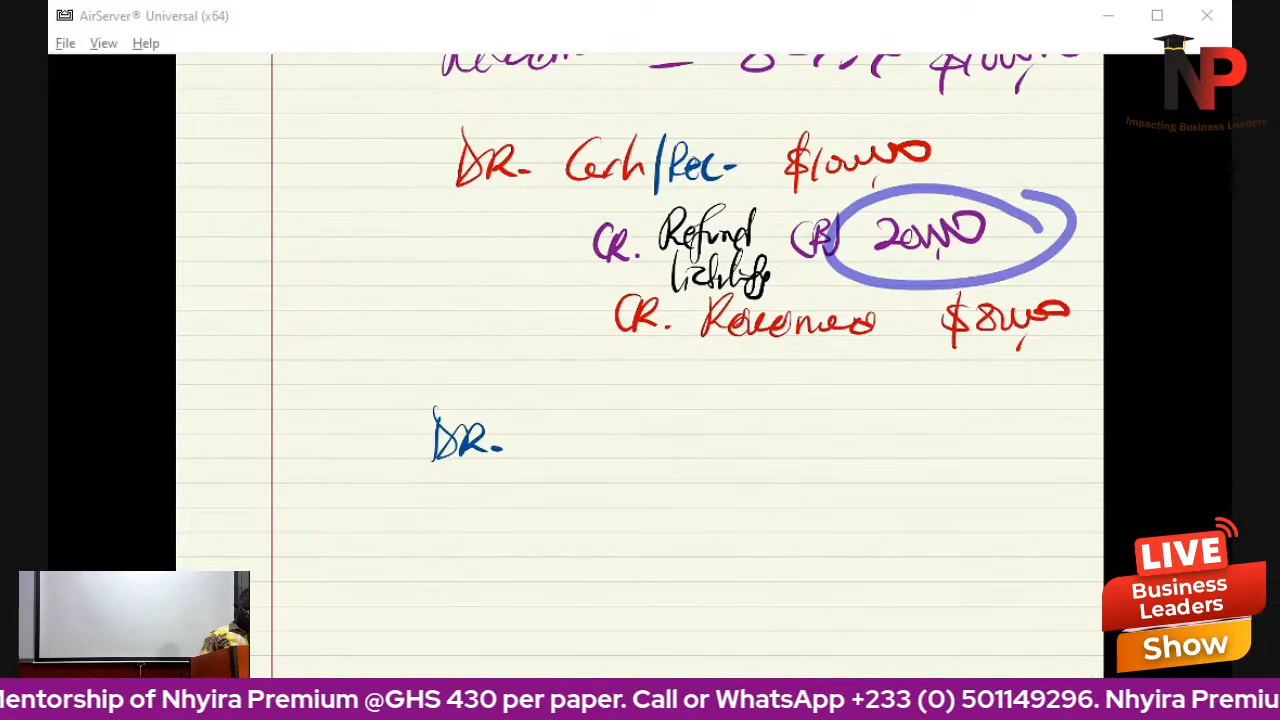 AirServer® Universal (x64)
File View Help
NP
Impacting Business Leaders
DR. Cash/Rec- $100,000
CR. Refund Liability (B) 20,000
CR. Revenue $80,000
DR.
LIVE
Business
Leaders
Show
Mentorship of Nhyira Premium @GHS 430 per paper. Call or WhatsApp +233 (0) 501149296. Nhyira Premiu